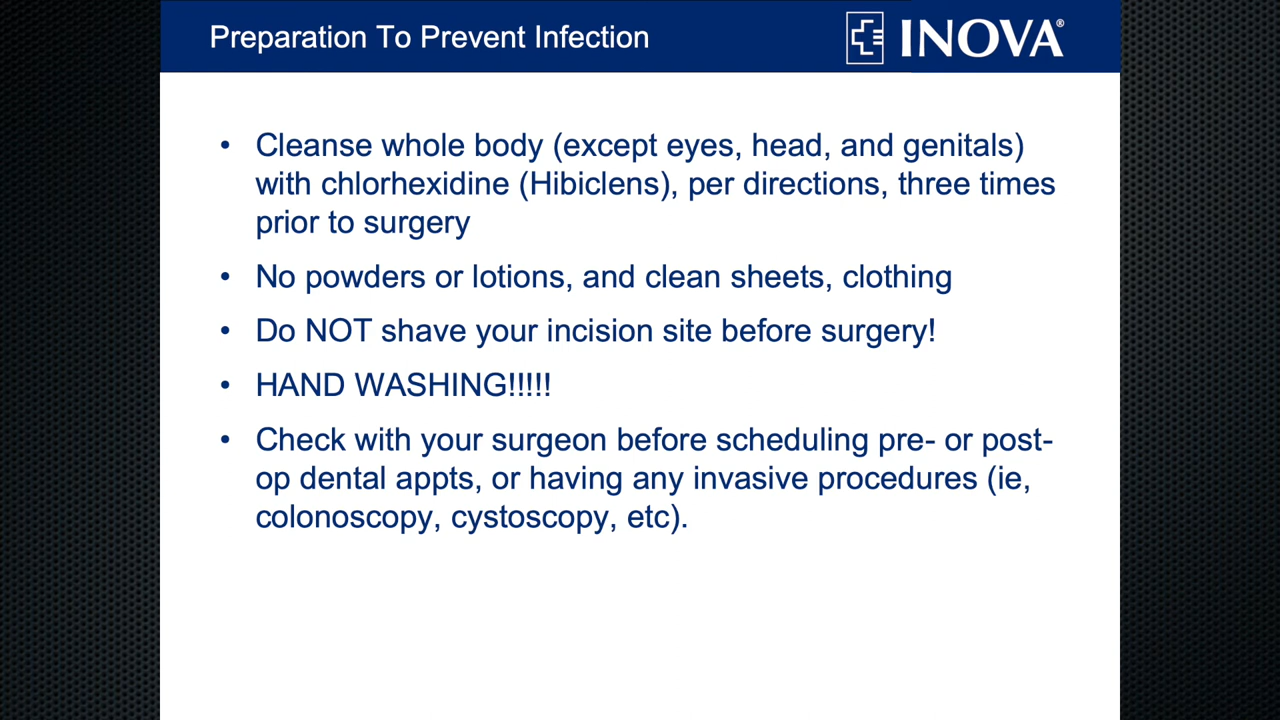 Preparation To Prevent Infection
INOVA®
• Cleanse whole body (except eyes, head, and genitals)
with chlorhexidine (Hibiclens), per directions, three times
prior to surgery
• No powders or lotions, and clean sheets, clothing
• Do NOT shave your incision site before surgery!
• HAND WASHING!!!!!
• Check with your surgeon before scheduling pre- or post-
op dental appts, or having any invasive procedures (ie,
colonoscopy, cystoscopy, etc).